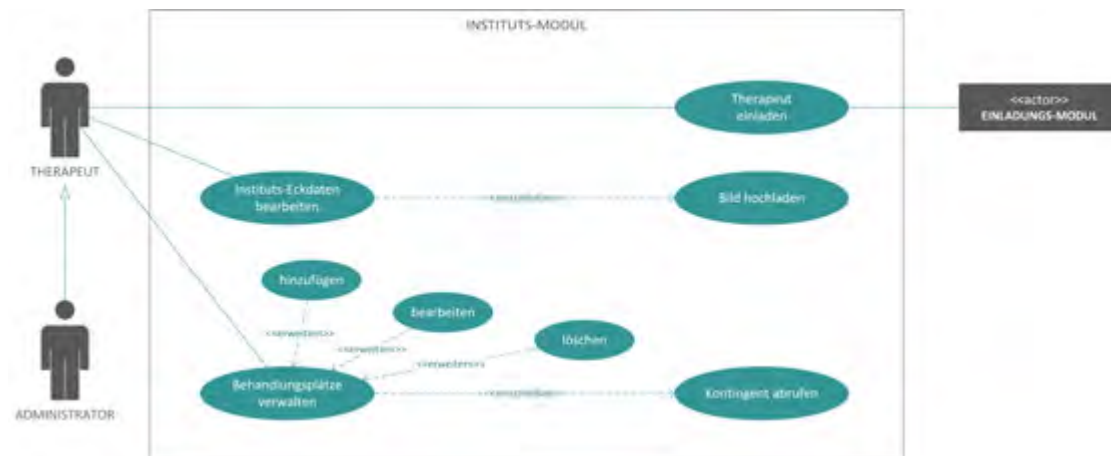 INSTITUTS-MODUL
Therapeut
einladen
<<actor>>
EINLADUNGS-MODUL
THERAPEUT
Instituts-Eckdaten
bearbeiten
Bild hochladen
hinzufügen
bearbeiten
<<erweitern>>
<<erweitern>>
löschen
<<erweitern>>
Behandlungsplätze
verwalten
Kontingent abrufen
ADMINISTRATOR